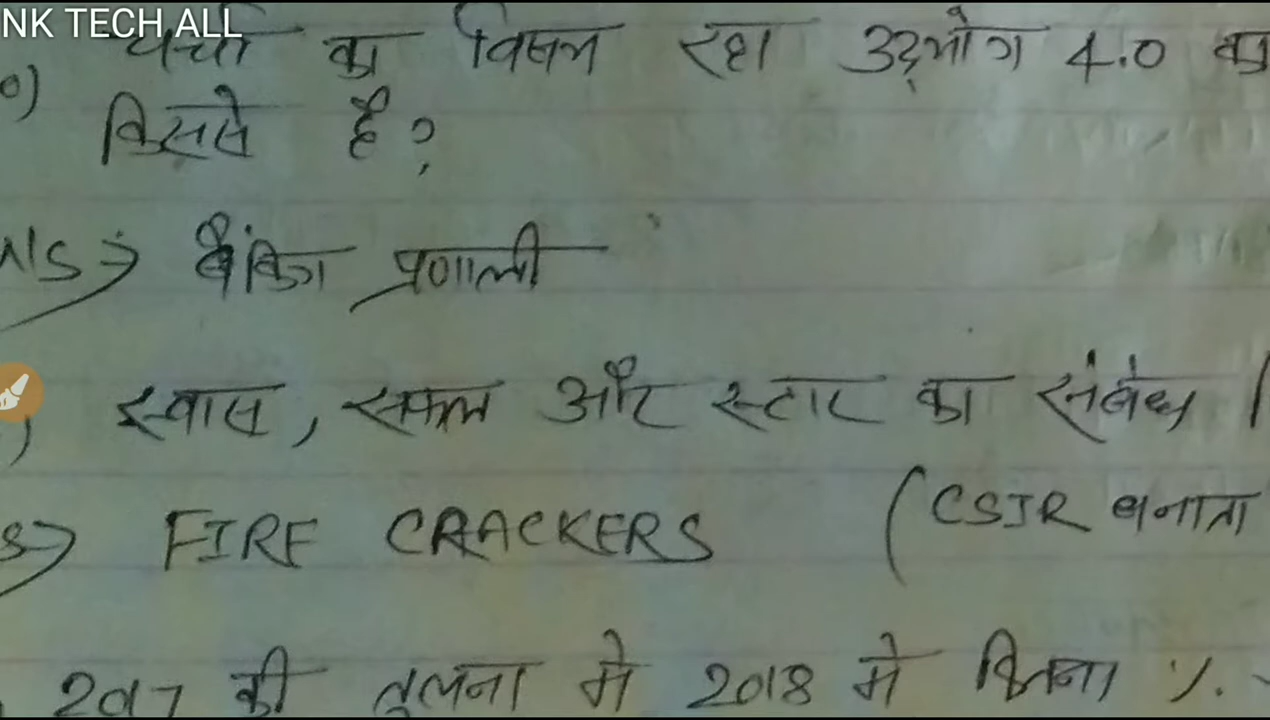 NK TECH ALL
चर्चा का विषय रहा उद्योग 4.0 का
किससे है?
ANS⇒ बैंकिंग प्रणाली
स्वास, सफल और स्टार का संबंध
FIRE CRACKERS (CSIR बनाता
2017 की तुलना मे 2018 मे कितना %.